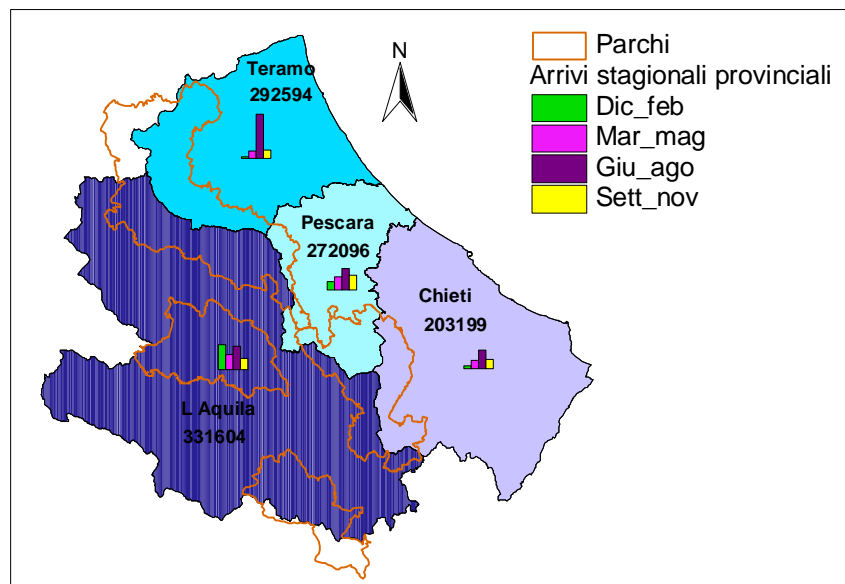 N
Parchi
Arrivi stagionali provinciali
Dic_feb
Mar_mag
Giu_ago
Sett_nov
Teramo
292594
Pescara
272096
Chieti
203199
L Aquila
331604